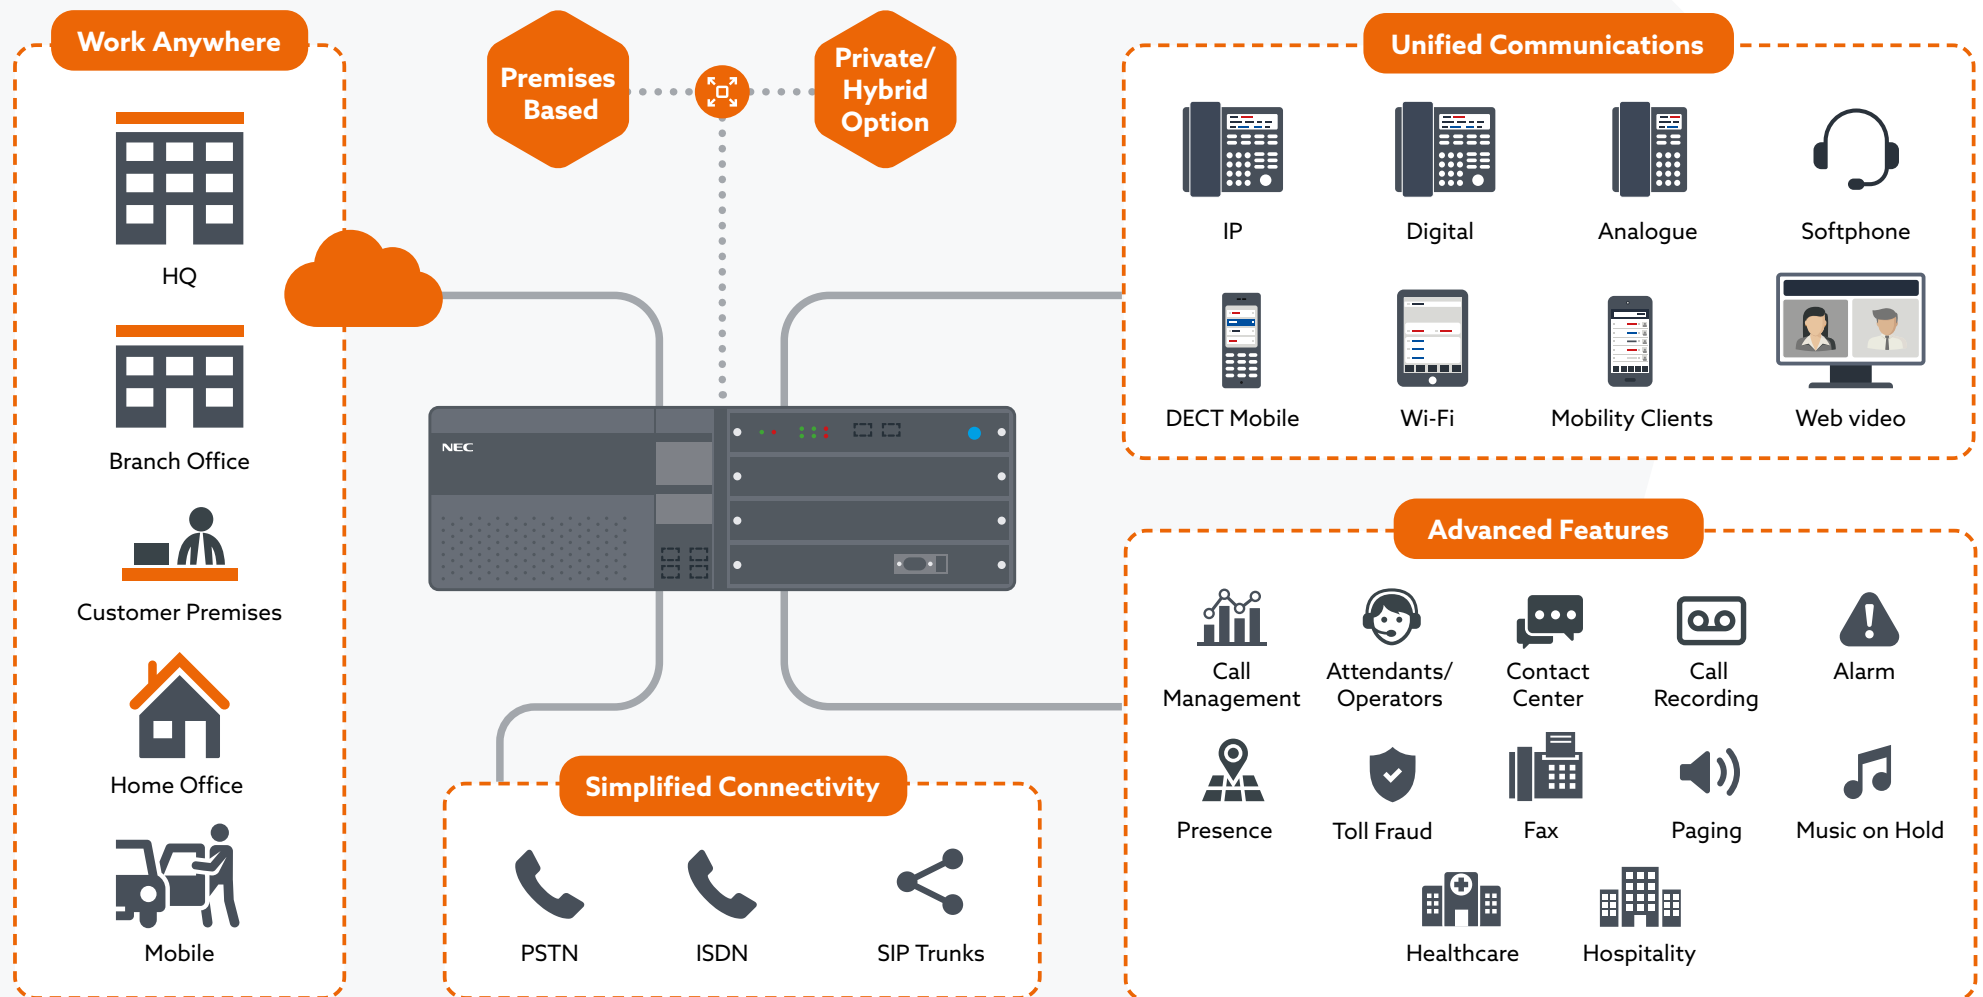 Work Anywhere
HQ
Branch Office
Customer Premises
Home Office
Mobile
Premises
Based
Private/
Hybrid
Option
NEC
Simplified Connectivity
PSTN
ISDN
SIP Trunks
Unified Communications
IP
Digital
Analogue
Softphone
DECT Mobile
Wi-Fi
Mobility Clients
Web video
Advanced Features
Call
Management
Attendants/
Operators
Contact
Center
Call
Recording
Alarm
Presence
Toll Fraud
Fax
Paging
Music on Hold
Healthcare
Hospitality